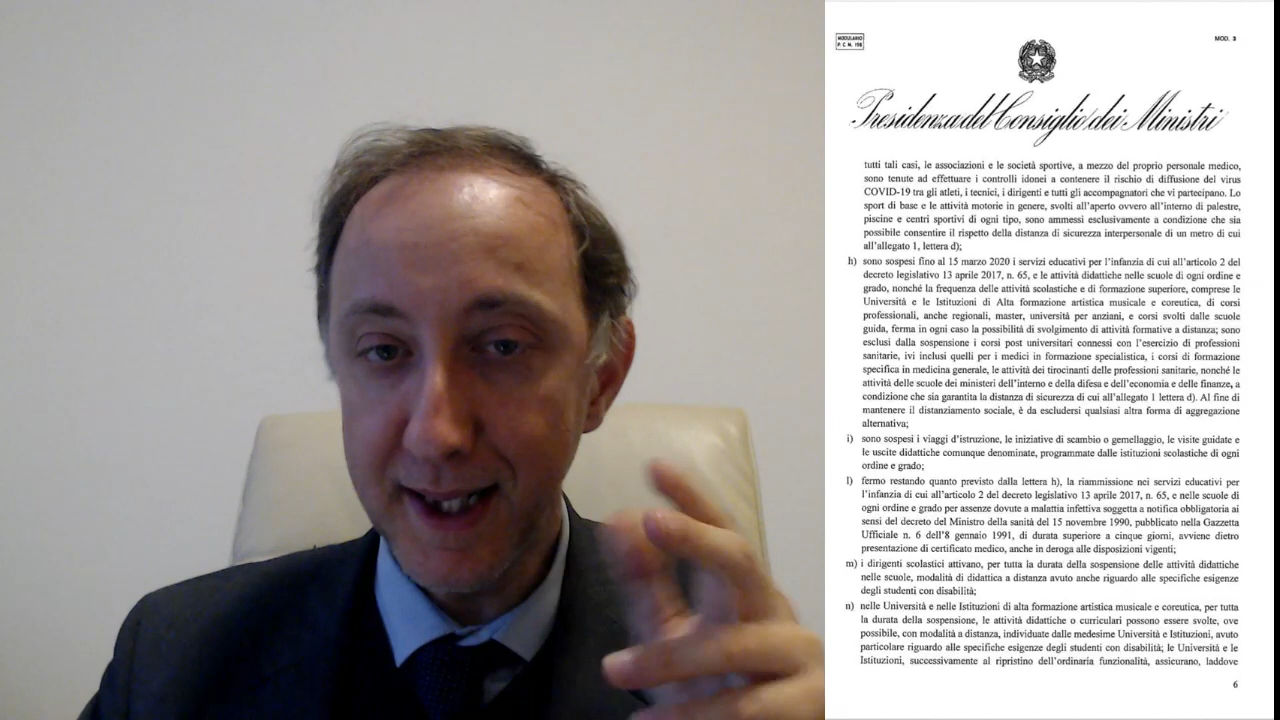 MODULARIO
P. C. M. 198
MOD. 3
Presidenza del Consiglio dei Ministri
tutti tali casi, le associazioni e le società sportive, a mezzo del proprio personale medico,
sono tenute ad effettuare i controlli idonei a contenere il rischio di diffusione del virus
COVID-19 tra gli atleti, i tecnici, i dirigenti e tutti gli accompagnatori che vi partecipano. Lo
sport di base e le attività motorie in genere, svolti all'aperto ovvero all'interno di palestre,
piscine e centri sportivi di ogni tipo, sono ammessi esclusivamente a condizione che sia
possibile consentire il rispetto della distanza di sicurezza interpersonale di un metro di cui
all'allegato 1, lettera d);
h) sono sospesi fino al 15 marzo 2020 i servizi educativi per l'infanzia di cui all'articolo 2 del
decreto legislativo 13 aprile 2017, n. 65, e le attività didattiche nelle scuole di ogni ordine e
grado, nonché la frequenza delle attività scolastiche e di formazione superiore, comprese le
Università e le Istituzioni di Alta formazione artistica musicale e coreutica, di corsi
professionali, anche regionali, master, università per anziani, e corsi svolti dalle scuole
guida, ferma in ogni caso la possibilità di svolgimento di attività formative a distanza; sono
esclusi dalla sospensione i corsi post universitari connessi con l'esercizio di professioni
sanitarie, ivi inclusi quelli per i medici in formazione specialistica, i corsi di formazione
specifica in medicina generale, le attività dei tirocinanti delle professioni sanitarie, nonché le
attività delle scuole dei ministeri dell'interno e della difesa e dell'economia e delle finanze, a
condizione che sia garantita la distanza di sicurezza di cui all'allegato 1 lettera d). Al fine di
mantenere il distanziamento sociale, è da escludersi qualsiasi altra forma di aggregazione
alternativa;
i) sono sospesi i viaggi d'istruzione, le iniziative di scambio o gemellaggio, le visite guidate e
le uscite didattiche comunque denominate, programmate dalle istituzioni scolastiche di ogni
ordine e grado;
l) fermo restando quanto previsto dalla lettera h), la riammissione nei servizi educativi per
l'infanzia di cui all'articolo 2 del decreto legislativo 13 aprile 2017, n. 65, e nelle scuole di
ogni ordine e grado per assenze dovute a malattia infettiva soggetta a notifica obbligatoria ai
sensi del decreto del Ministro della sanità del 15 novembre 1990, pubblicato nella Gazzetta
Ufficiale n. 6 dell'8 gennaio 1991, di durata superiore a cinque giorni, avviene dietro
presentazione di certificato medico, anche in deroga alle disposizioni vigenti;
m) i dirigenti scolastici attivano, per tutta la durata della sospensione delle attività didattiche
nelle scuole, modalità di didattica a distanza avuto anche riguardo alle specifiche esigenze
degli studenti con disabilità;
n) nelle Università e nelle Istituzioni di alta formazione artistica musicale e coreutica, per tutta
la durata della sospensione, le attività didattiche o curriculari possono essere svolte, ove
possibile, con modalità a distanza, individuate dalle medesime Università e Istituzioni, avuto
particolare riguardo alle specifiche esigenze degli studenti con disabilità; le Università e le
Istituzioni, successivamente al ripristino dell'ordinaria funzionalità, assicurano, laddove
6